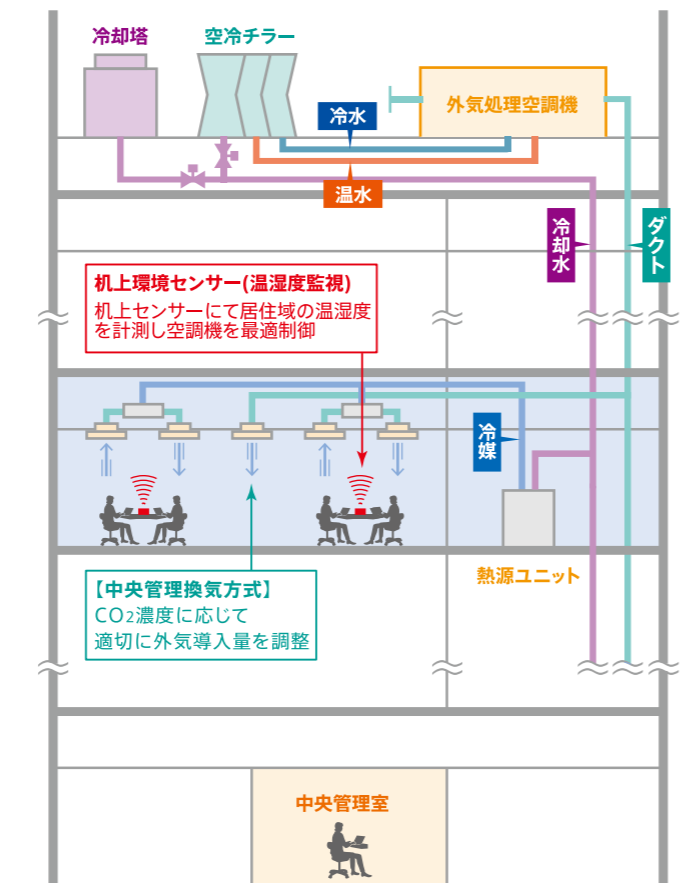 冷却塔
空冷チラー
外気処理空調機
冷水
温水
冷却水
ダクト
机上環境センサー(温湿度監視)
机上センサーにて居住域の温湿度
を計測し空調機を最適制御
冷媒
熱源ユニット
【中央管理換気方式】
CO2濃度に応じて
適切に外気導入量を調整
中央管理室